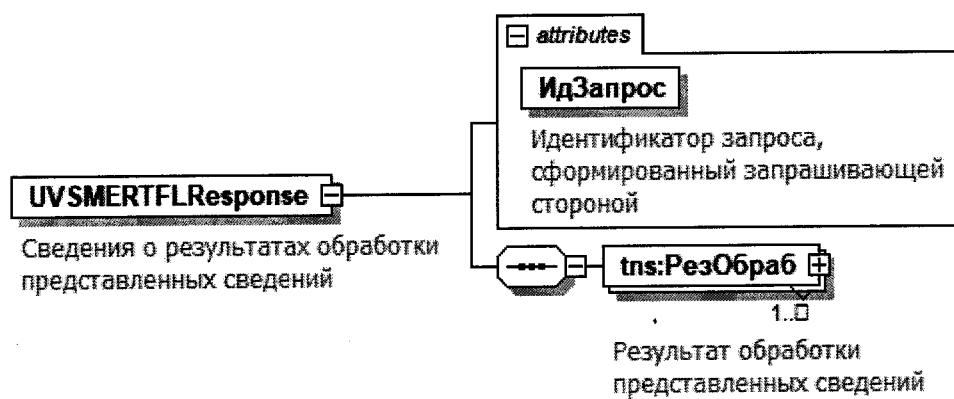 attributes
ИдЗапрос
Идентификатор запроса,
сформированный запрашивающей
стороной
UVSMERTFLResponse
Сведения о результатах обработки
представленных сведений
tns:РезОбраб
1..□
Результат обработки
представленных сведений